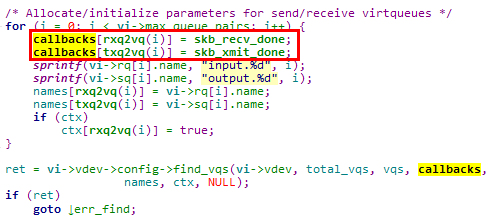 /* Allocate/initialize parameters for send/receive virtqueues */
for (i = 0; i < vi->max_queue_pairs; i++) {
callbacks[rxq2vq(i)] = skb_recv_done;
callbacks[txq2vq(i)] = skb_xmit_done;
sprintf(vi->rq[i].name, "input.%d", i);
sprintf(vi->sq[i].name, "output.%d", i);
names[rxq2vq(i)] = vi->rq[i].name;
names[txq2vq(i)] = vi->sq[i].name;
if (ctx)
ctx[rxq2vq(i)] = true;
}
ret = vi->vdev->config->find_vqs(vi->vdev, total_vqs, vqs, callbacks,
names, ctx, NULL);
if (ret)
goto ↓err_find;